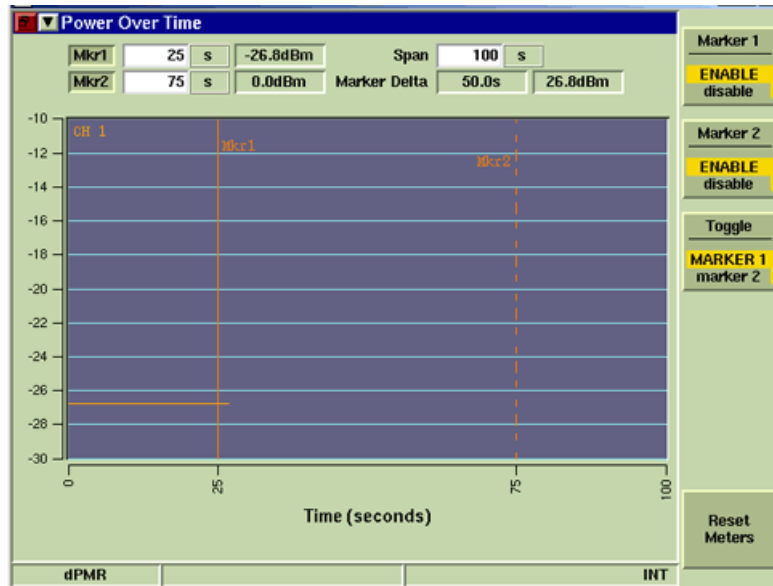 Power Over Time
Mkr1 25 s -26.8dBm Span 100 s
Mkr2 75 s 0.0dBm Marker Delta 50.0s 26.8dBm
CH 1
Mkr1
Mkr2
-10
-12
-14
-16
-18
-20
-22
-24
-26
-28
-30
0 25 75 100
Time (seconds)
Marker 1
ENABLE
disable
Marker 2
ENABLE
disable
Toggle
MARKER 1
marker 2
Reset
Meters
dPMR INT